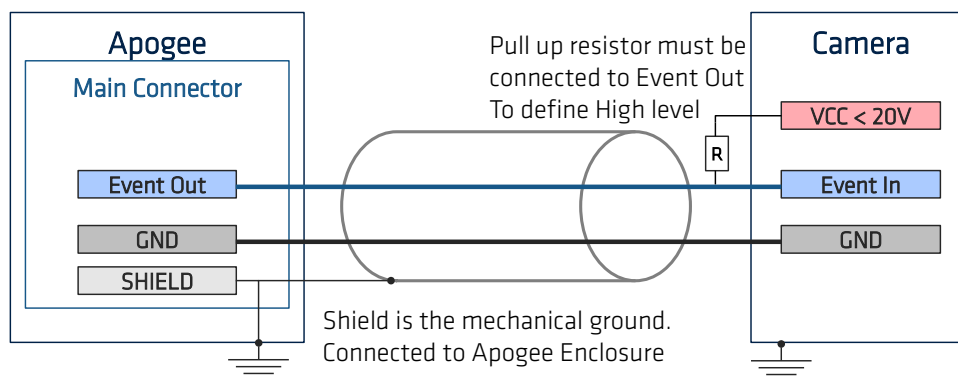 Apogee
Main Connector
Pull up resistor must be
connected to Event Out
To define High level
Camera
VCC < 20V
R
Event Out
Event In
GND
GND
SHIELD
Shield is the mechanical ground.
Connected to Apogee Enclosure